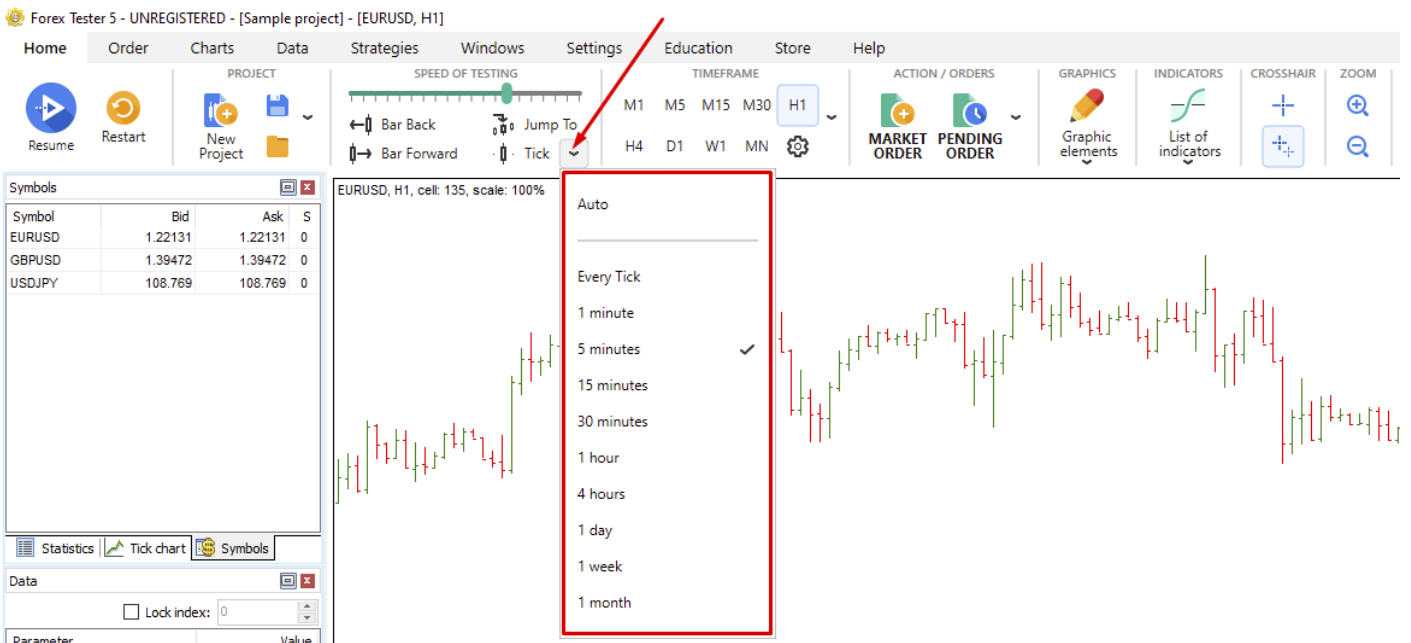 Forex Tester 5 - UNREGISTERED - [Sample project] - [EURUSD, H1]
Home Order Charts Data Strategies Windows Settings Education Store Help
PROJECT SPEED OF TESTING TIMEFRAME ACTION / ORDERS GRAPHICS INDICATORS CROSSHAIR ZOOM
Resume
Restart
New
Project
Bar Back Jump To
Bar Forward Tick
M1 M5 M15 M30 H1
H4 D1 W1 MN
MARKET
ORDER
PENDING
ORDER
Graphic
elements
List of
indicators
Symbols
Symbol Bid Ask S
EURUSD 1.22131 1.22131 0
GBPUSD 1.39472 1.39472 0
USDJPY 108.769 108.769 0
Statistics Tick chart Symbols
Data
Lock index: 0
Parameter Value
EURUSD, H1, cell: 135, scale: 100%
Auto
Every Tick
1 minute
5 minutes
15 minutes
30 minutes
1 hour
4 hours
1 day
1 week
1 month